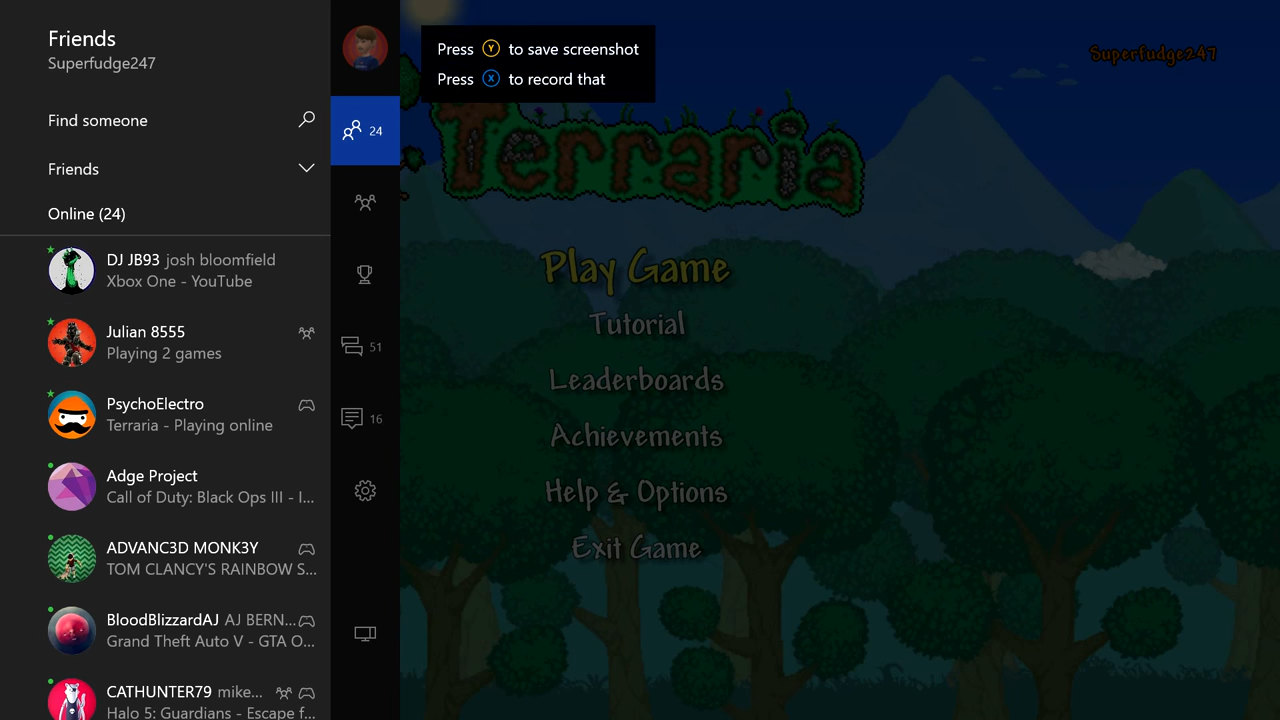 Friends
Superfudge247
Find someone
Friends
Online (24)
DJ JB93 josh bloomfield
Xbox One - YouTube
Julian 8555
Playing 2 games
PsychoElectro
Terraria - Playing online
Adge Project
Call of Duty: Black Ops III - I...
ADVANC3D MONK3Y
TOM CLANCY'S RAINBOW S...
BloodBlizzardAJ AJ BERN...
Grand Theft Auto V - GTA O...
CATHUNTER79 mike...
Halo 5: Guardians - Escape f...
24
51
16
Press Y to save screenshot
Press X to record that
Superfudge247
Terraria
Play Game
Tutorial
Leaderboards
Achievements
Help & Options
Exit Game